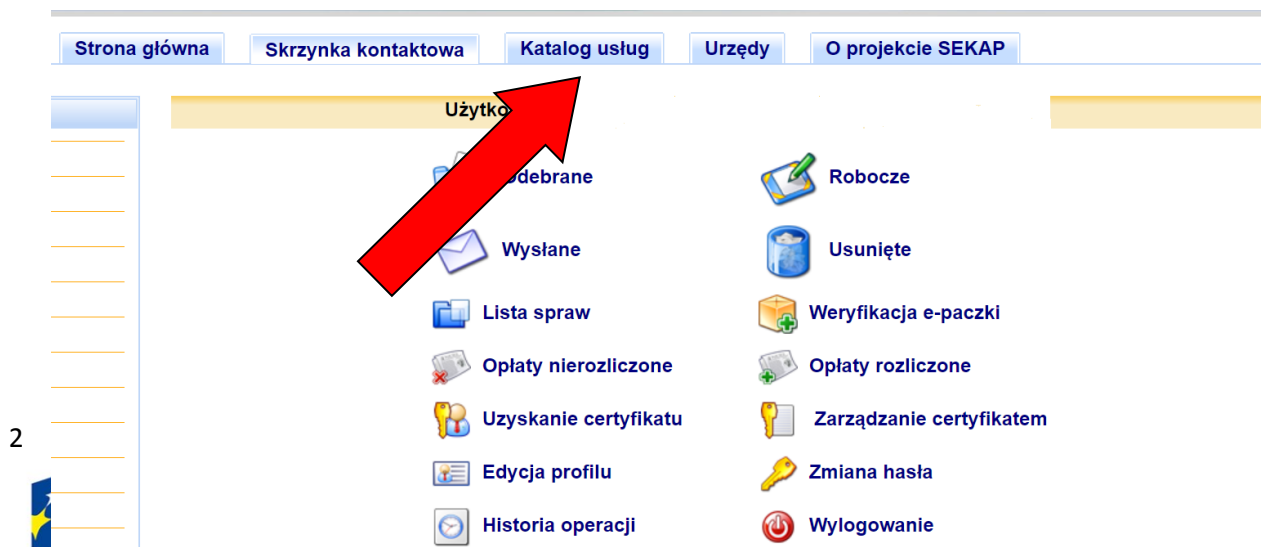 Strona główna Skrzynka kontaktowa Katalog usług Urzędy O projekcie SEKAP
Odebrane Robocze
Wysłane Usunięte
Lista spraw Weryfikacja e-paczki
Opłaty nierozliczone Opłaty rozliczone
Uzyskanie certyfikatu Zarządzanie certyfikatem
2
Edycja profilu Zmiana hasła
Historia operacji Wylogowanie